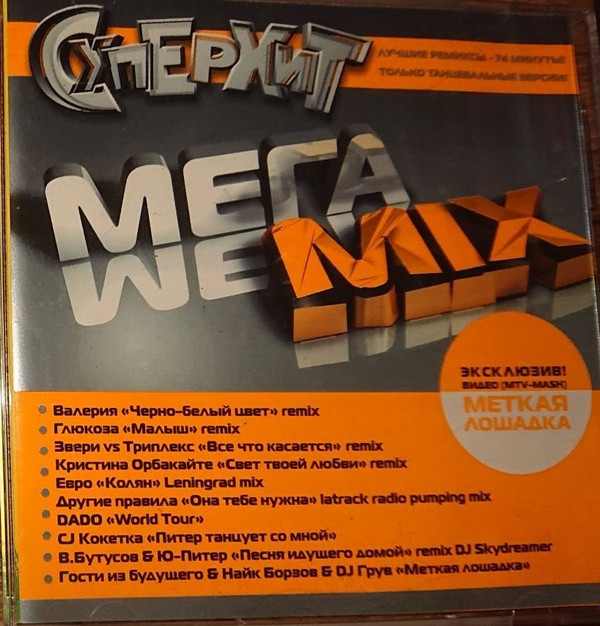 СУПЕРХИТ
ЛУЧШИЕ РЕМИКСЫ - 74 МИНУТЫ!
ТОЛЬКО ТАНЦЕВАЛЬНЫЕ ВЕРСИИ!
МЕГА
MIX
ЭКСКЛЮЗИВ!
ВИДЕО (MTV-MASH)
МЕТКАЯ
ЛОШАДКА
Валерия «Черно-белый цвет» remix
Глюкоза «Малыш» remix
Звери vs Триплекс «Все что касается» remix
Кристина Орбакайте «Свет твоей любви» remix
Евро «Колян» Leningrad mix
Другие правила «Она тебе нужна» latrack radio pumping mix
DADO «World Tour»
CJ Кокетка «Питер танцует со мной»
В.Бутусов & Ю-Питер «Песня идущего домой» remix DJ Skydreamer
Гости из будущего & Найк Борзов & DJ Грув «Меткая лошадка»